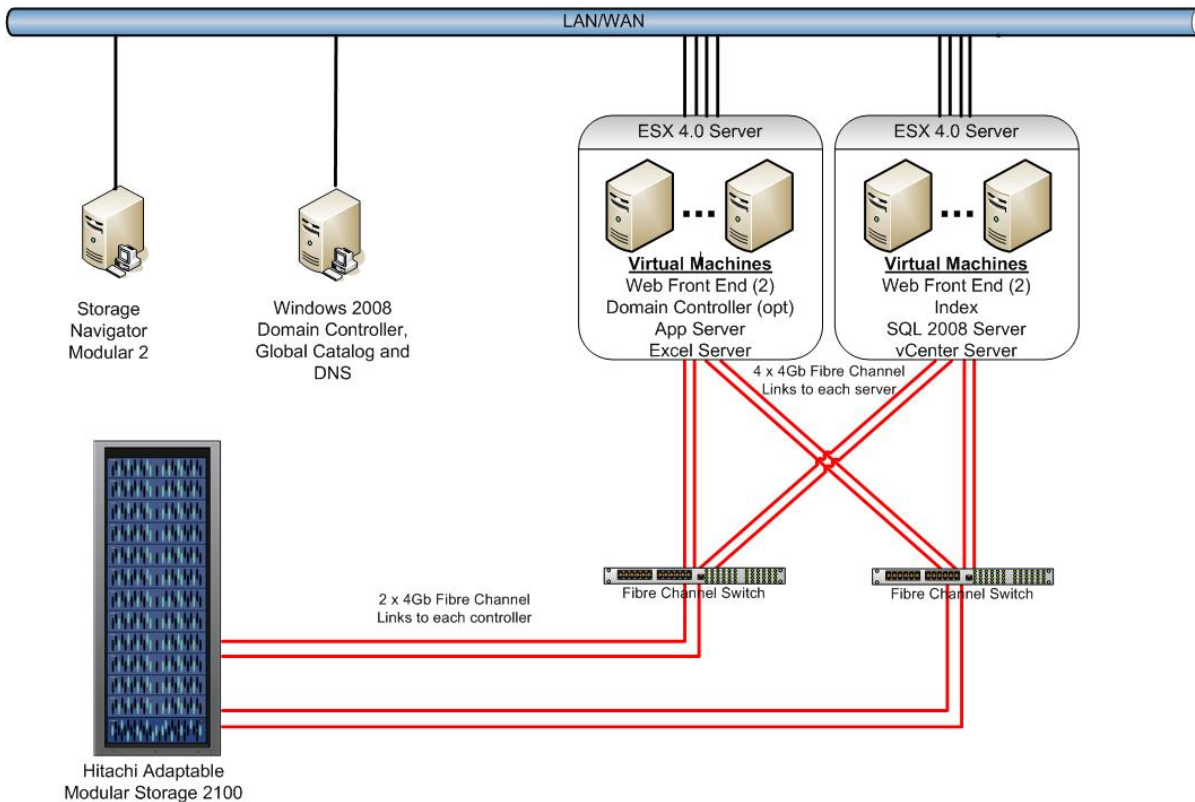 LAN/WAN
ESX 4.0 Server
Virtual Machines
Web Front End (2)
Domain Controller (opt)
App Server
Excel Server
ESX 4.0 Server
Virtual Machines
Web Front End (2)
Index
SQL 2008 Server
vCenter Server
Storage
Navigator
Modular 2
Windows 2008
Domain Controller,
Global Catalog and
DNS
4 x 4Gb Fibre Channel
Links to each server
Fibre Channel Switch
Fibre Channel Switch
2 x 4Gb Fibre Channel
Links to each controller
Hitachi Adaptable
Modular Storage 2100